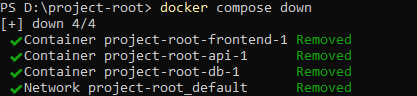 PS D:\project-root> docker compose down
[+] down 4/4
✔Container project-root-frontend-1 Removed
✔Container project-root-api-1 Removed
✔Container project-root-db-1 Removed
✔Network project-root_default Removed